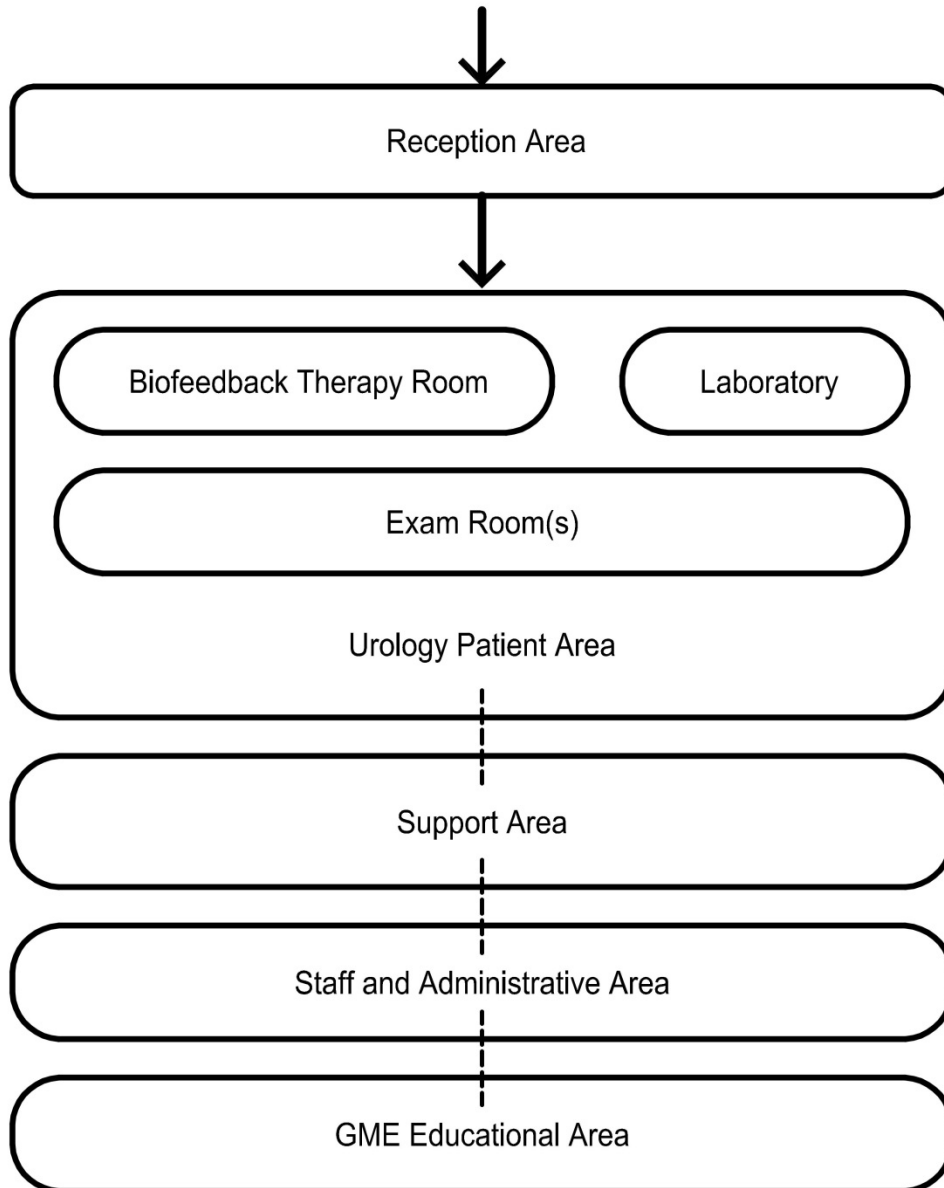 Reception Area
Biofeedback Therapy Room
Laboratory
Exam Room(s)
Urology Patient Area
Support Area
Staff and Administrative Area
GME Educational Area